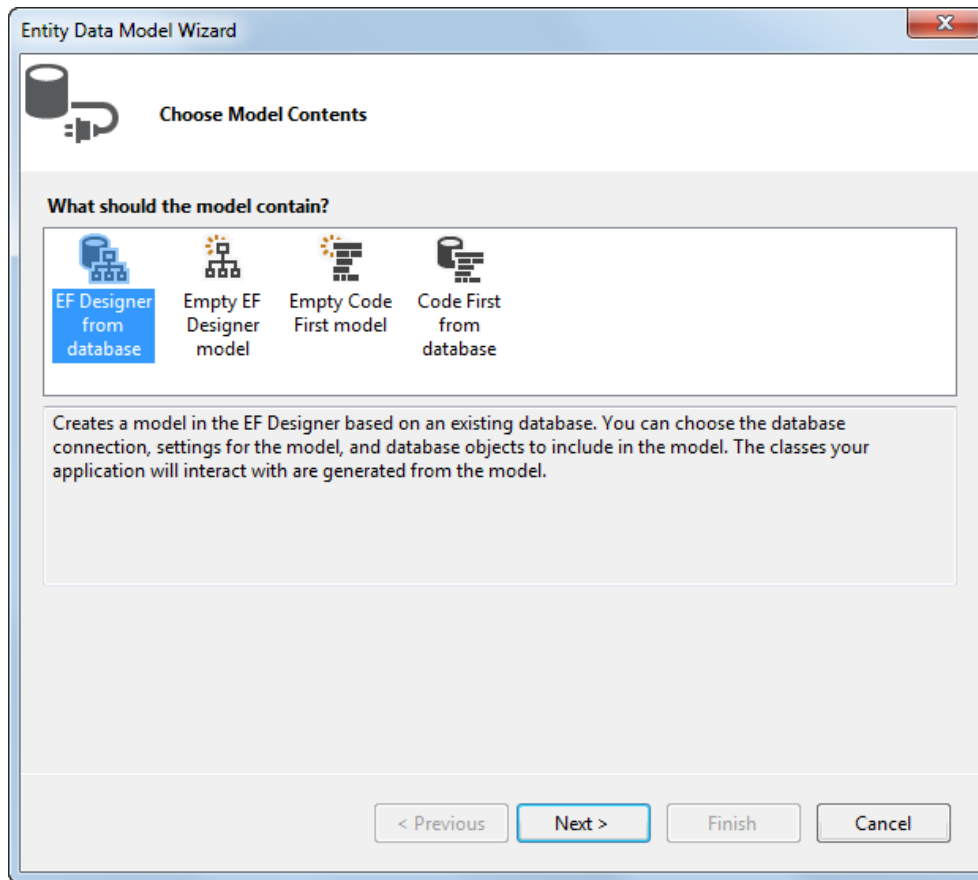 Entity Data Model Wizard
Choose Model Contents
What should the model contain?
EF Designer
from
database
Empty EF
Designer
model
Empty Code
First model
Code First
from
database
Creates a model in the EF Designer based on an existing database. You can choose the database
connection, settings for the model, and database objects to include in the model. The classes your
application will interact with are generated from the model.
< Previous
Next >
Finish
Cancel